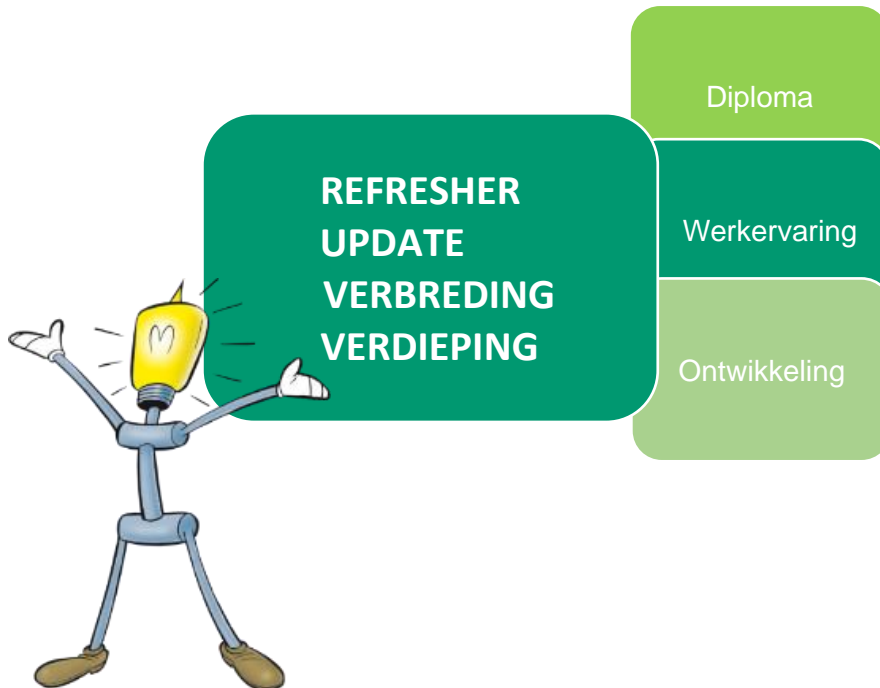 Diploma
REFRESHER
UPDATE
Werkervaring
VERBREDING
VERDIEPING
Ontwikkeling